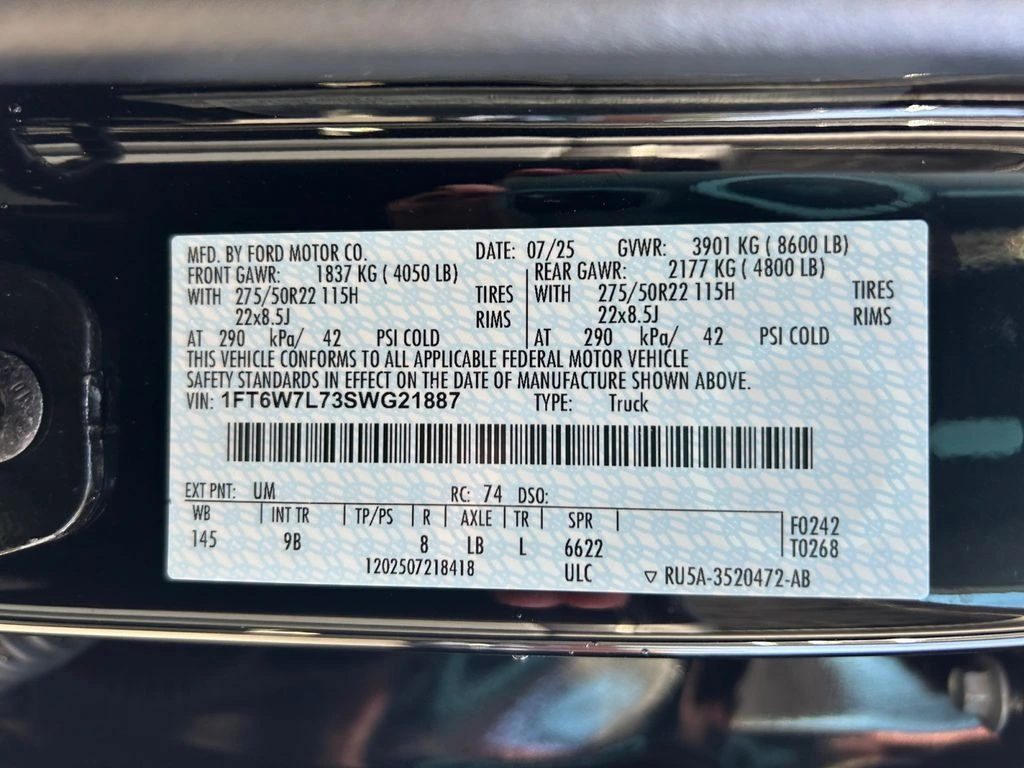 MFD. BY FORD MOTOR CO. DATE: 07/25 GVWR: 3901 KG ( 8600 LB)
FRONT GAWR: 1837 KG ( 4050 LB) REAR GAWR: 2177 KG ( 4800 LB)
WITH 275/50R22 115H TIRES WITH 275/50R22 115H TIRES
22x8.5J RIMS 22x8.5J RIMS
AT 290 kPa/ 42 PSI COLD AT 290 kPa/ 42 PSI COLD
THIS VEHICLE CONFORMS TO ALL APPLICABLE FEDERAL MOTOR VEHICLE
SAFETY STANDARDS IN EFFECT ON THE DATE OF MANUFACTURE SHOWN ABOVE.
VIN: 1FT6W7L73SWG21887 TYPE: Truck
EXT PNT: UM RC: 74 DSO:
WB INT TR TP/PS R AXLE TR SPR F0242
145 9B 8 LB L 6622 T0268
1202507218418 ULC ▽ RU5A-3520472-AB